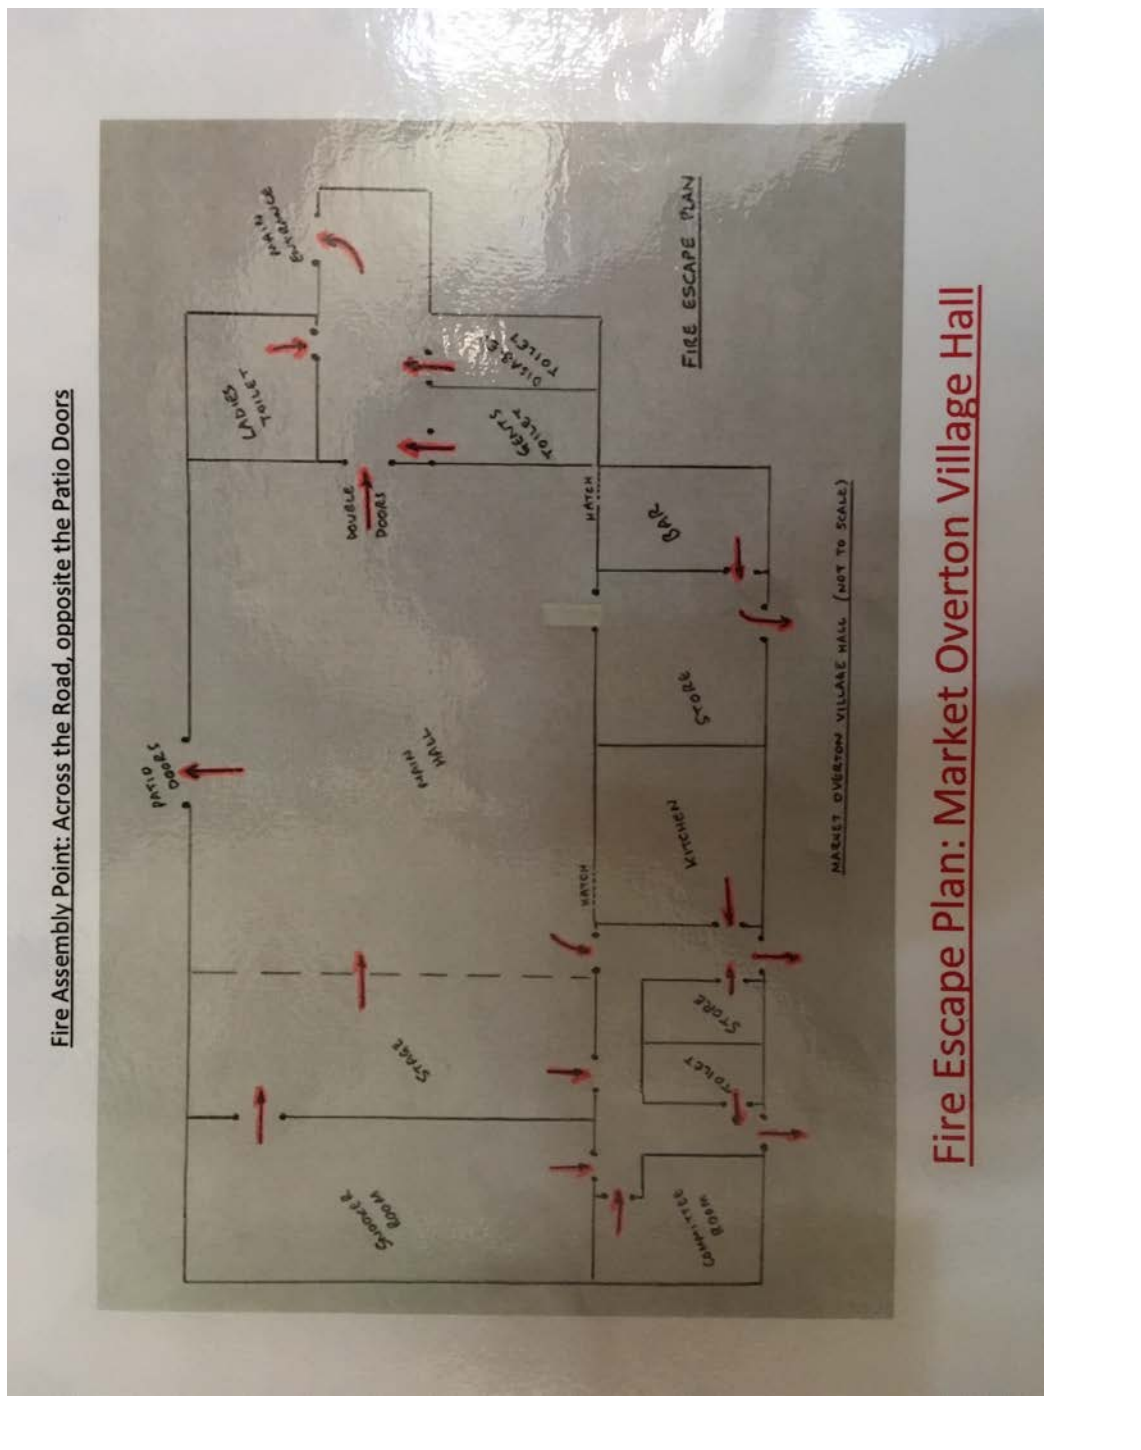 Fire Escape Plan: Market Overton Village Hall
MARKET OVERTON VILLAGE HALL (NOT TO SCALE)
FIRE ESCAPE PLAN
COMMITTEE
ROOM
TOILET
STORE
KITCHEN
STORE
BAR
HATCH
HATCH
GENTS
TOILET
TOILET
SNOOKER
ROOM
STAGE
MAIN
HALL
DOUBLE
DOORS
LADIES
TOILET
MAIN
ENTRANCE
PATIO
DOORS
Fire Assembly Point: Across the Road, opposite the Patio Doors